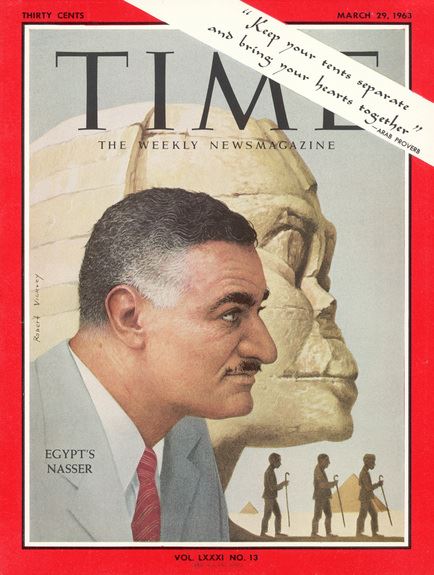 THIRTY CENTS
MARCH 29, 1963
"Keep your tents separate
and bring your hearts together"
—ARAB PROVERB
TIME
THE WEEKLY NEWSMAGAZINE
Robert Vickrey
EGYPT'S
NASSER
VOL. LXXXI NO. 13